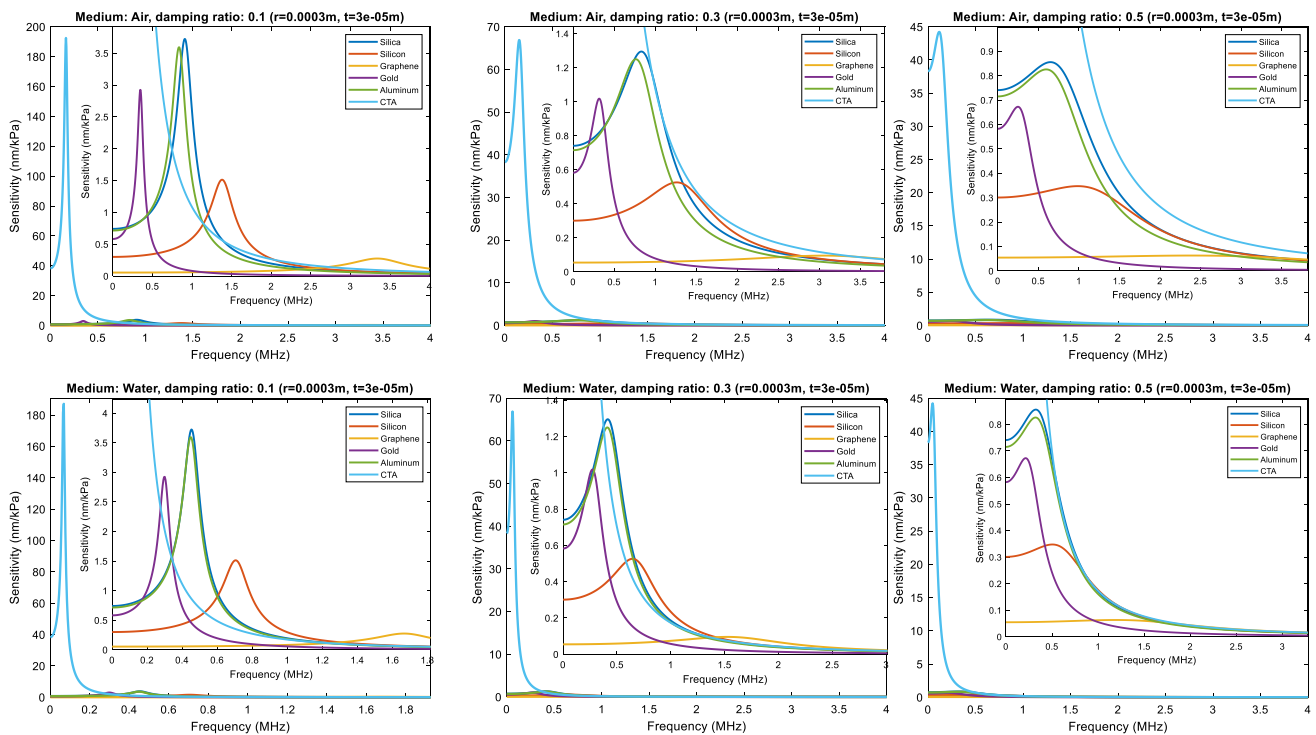 Medium: Air, damping ratio: 0.1 (r=0.0003m, t=3e-05m)
Sensitivity (nm/kPa)
200
180
160
140
120
100
80
60
40
20
0
0 0.5 1 1.5 2 2.5 3 3.5 4
Frequency (MHz)
Sensitivity (nm/kPa)
3.5
3
2.5
2
1.5
1
0.5
0
0 0.5 1 1.5 2 2.5 3 3.5
Frequency (MHz)
Silica
Silicon
Graphene
Gold
Aluminum
CTA
Medium: Air, damping ratio: 0.3 (r=0.0003m, t=3e-05m)
Sensitivity (nm/kPa)
70
60
50
40
30
20
10
0
0 0.5 1 1.5 2 2.5 3 3.5 4
Frequency (MHz)
Sensitivity (nm/kPa)
1.4
1.2
1
0.8
0.6
0.4
0.2
0
0 0.5 1 1.5 2 2.5 3 3.5
Frequency (MHz)
Silica
Silicon
Graphene
Gold
Aluminum
CTA
Medium: Air, damping ratio: 0.5 (r=0.0003m, t=3e-05m)
Sensitivity (nm/kPa)
45
40
35
30
25
20
15
10
5
0
0 0.5 1 1.5 2 2.5 3 3.5 4
Frequency (MHz)
Sensitivity (nm/kPa)
0.9
0.8
0.7
0.6
0.5
0.4
0.3
0.2
0.1
0
0 0.5 1 1.5 2 2.5 3 3.5
Frequency (MHz)
Silica
Silicon
Graphene
Gold
Aluminum
CTA
Medium: Water, damping ratio: 0.1 (r=0.0003m, t=3e-05m)
Sensitivity (nm/kPa)
180
160
140
120
100
80
60
40
20
0
0 0.2 0.4 0.6 0.8 1 1.2 1.4 1.6 1.8
Frequency (MHz)
Sensitivity (nm/kPa)
4
3.5
3
2.5
2
1.5
1
0.5
0
0 0.2 0.4 0.6 0.8 1 1.2 1.4 1.6 1.8
Frequency (MHz)
Silica
Silicon
Graphene
Gold
Aluminum
CTA
Medium: Water, damping ratio: 0.3 (r=0.0003m, t=3e-05m)
Sensitivity (nm/kPa)
70
60
50
40
30
20
10
0
0 0.5 1 1.5 2 2.5 3 3.5 4
Frequency (MHz)
Sensitivity (nm/kPa)
1.4
1.2
1
0.8
0.6
0.4
0.2
0
0 0.5 1 1.5 2 2.5 3
Frequency (MHz)
Silica
Silicon
Graphene
Gold
Aluminum
CTA
Medium: Water, damping ratio: 0.5 (r=0.0003m, t=3e-05m)
Sensitivity (nm/kPa)
45
40
35
30
25
20
15
10
5
0
0 0.5 1 1.5 2 2.5 3 3.5 4
Frequency (MHz)
Sensitivity (nm/kPa)
0.9
0.8
0.7
0.6
0.5
0.4
0.3
0.2
0.1
0
0 0.5 1 1.5 2 2.5 3
Frequency (MHz)
Silica
Silicon
Graphene
Gold
Aluminum
CTA